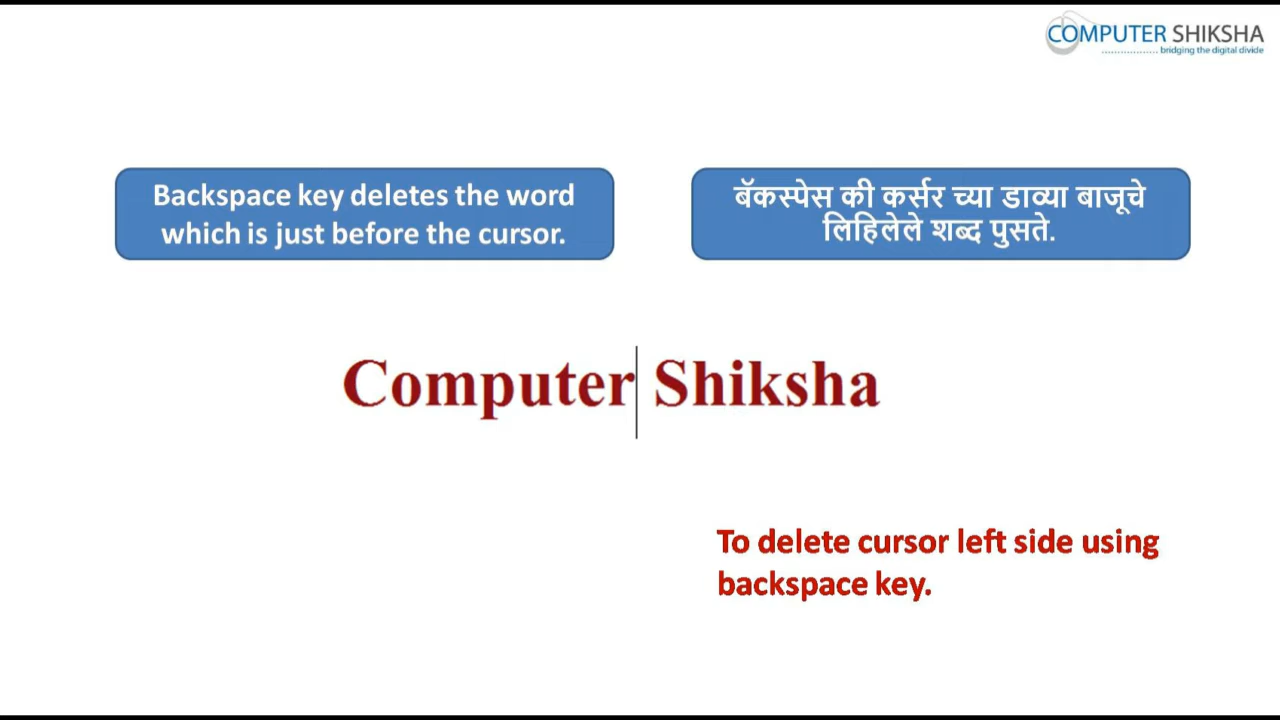 COMPUTER SHIKSHA
bridging the digital divide
Backspace key deletes the word
which is just before the cursor.
बॅकस्पेस की कर्सर च्या डाव्या बाजूचे
लिहिलेले शब्द पुसते.
Computer Shiksha
To delete cursor left side using
backspace key.